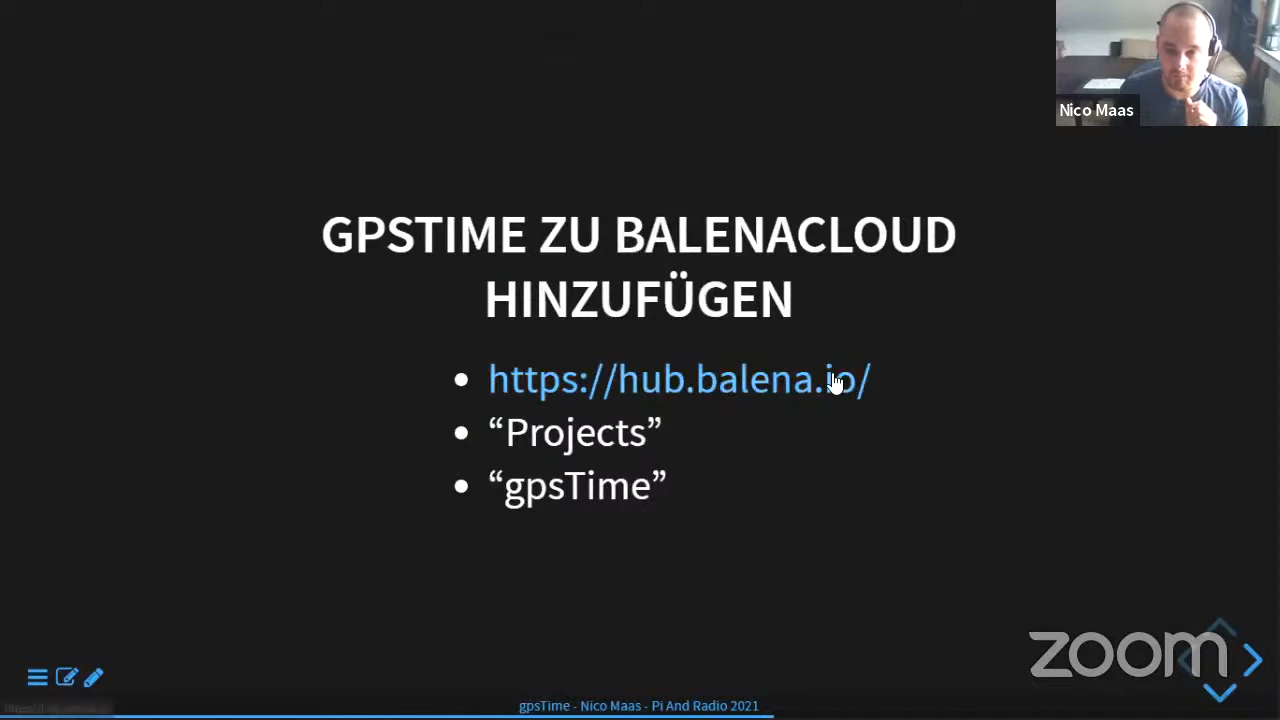 Nico Maas
GPSTIME ZU BALENACLOUD
HINZUFÜGEN
https://hub.balena.io/
“Projects”
“gpsTime”
zoom
gpsTime - Nico Maas - Pi And Radio 2021